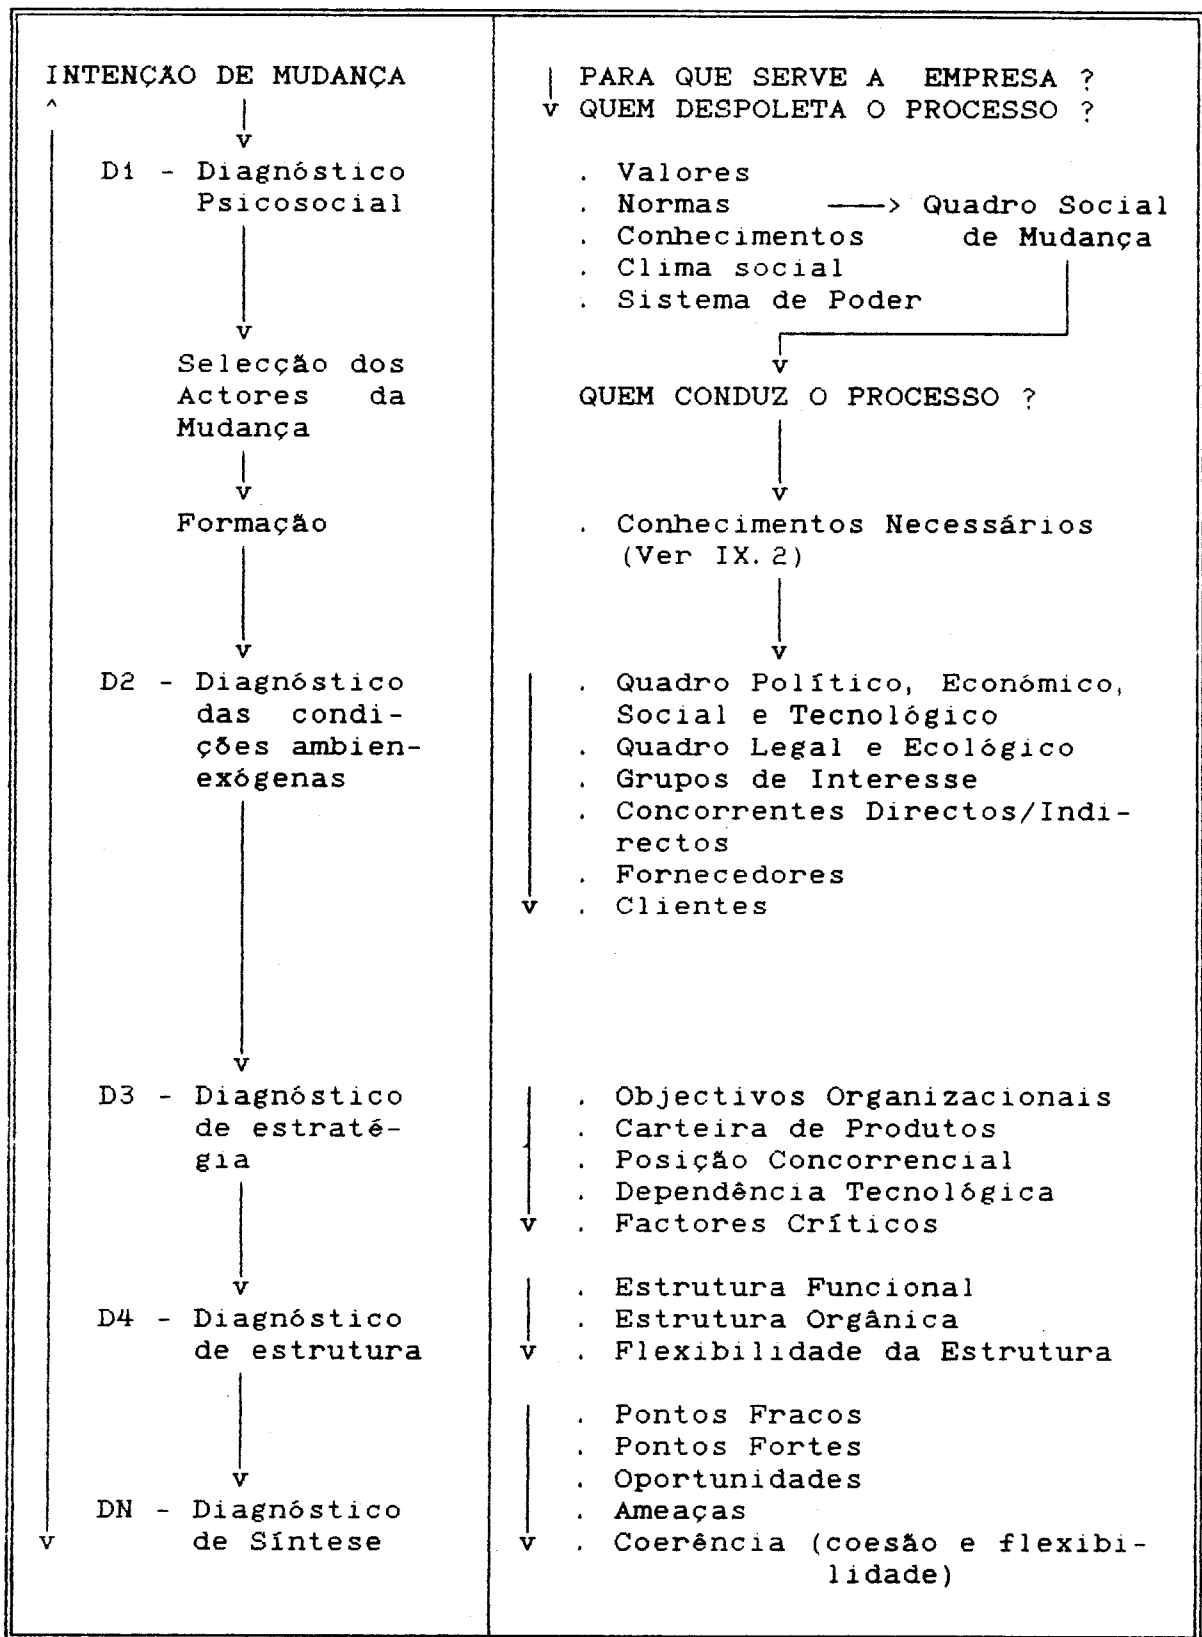 INTENÇÃO DE MUDANÇA
D1 - Diagnóstico
Psicosocial
Selecção dos
Actores da
Mudança
Formação
D2 - Diagnóstico
das condi-
ções ambien-
exógenas
D3 - Diagnóstico
de estraté-
gia
D4 - Diagnóstico
de estrutura
DN - Diagnóstico
de Síntese
PARA QUE SERVE A EMPRESA ?
QUEM DESPOLETA O PROCESSO ?
. Valores
. Normas ——> Quadro Social
. Conhecimentos de Mudança
. Clima social
. Sistema de Poder
QUEM CONDUZ O PROCESSO ?
. Conhecimentos Necessários
(Ver IX.2)
. Quadro Político, Económico,
Social e Tecnológico
. Quadro Legal e Ecológico
. Grupos de Interesse
. Concorrentes Directos/Indi-
rectos
. Fornecedores
. Clientes
. Objectivos Organizacionais
. Carteira de Produtos
. Posição Concorrencial
. Dependência Tecnológica
. Factores Críticos
. Estrutura Funcional
. Estrutura Orgânica
. Flexibilidade da Estrutura
. Pontos Fracos
. Pontos Fortes
. Oportunidades
. Ameaças
. Coerência (coesão e flexibi-
lidade)